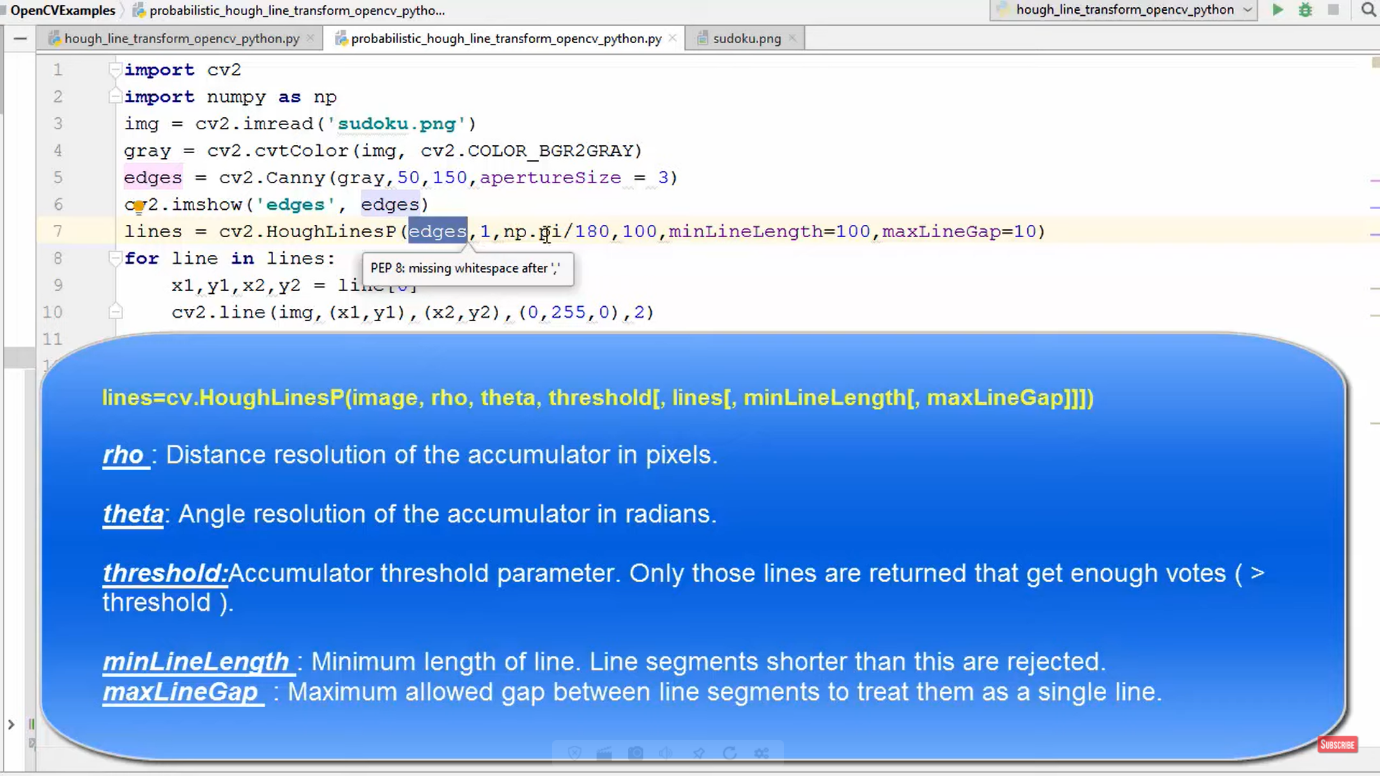 OpenCVExamples probabilistic_hough_line_transform_opencv_pytho... hough_line_transform_opencv_python
hough_line_transform_opencv_python.py probabilistic_hough_line_transform_opencv_python.py sudoku.png
1 import cv2
2 import numpy as np
3 img = cv2.imread('sudoku.png')
4 gray = cv2.cvtColor(img, cv2.COLOR_BGR2GRAY)
5 edges = cv2.Canny(gray,50,150,apertureSize = 3)
6 cv2.imshow('edges', edges)
7 lines = cv2.HoughLinesP(edges,1,np.pi/180,100,minLineLength=100,maxLineGap=10)
8 for line in lines:
PEP 8: missing whitespace after ','
9 x1,y1,x2,y2 = line[0]
10 cv2.line(img,(x1,y1),(x2,y2),(0,255,0),2)
11
lines=cv.HoughLinesP(image, rho, theta, threshold[, lines[, minLineLength[, maxLineGap]]])
rho : Distance resolution of the accumulator in pixels.
theta: Angle resolution of the accumulator in radians.
threshold:Accumulator threshold parameter. Only those lines are returned that get enough votes ( >
threshold ).
minLineLength : Minimum length of line. Line segments shorter than this are rejected.
maxLineGap : Maximum allowed gap between line segments to treat them as a single line.
SUBSCRIBE